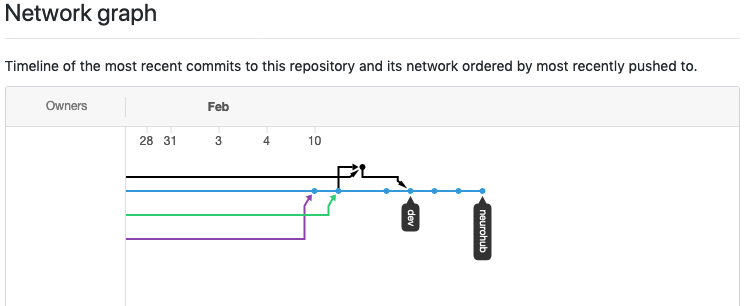 Network graph
Timeline of the most recent commits to this repository and its network ordered by most recently pushed to.
Owners
Feb
28 31 3 4 10
dev
neurohub